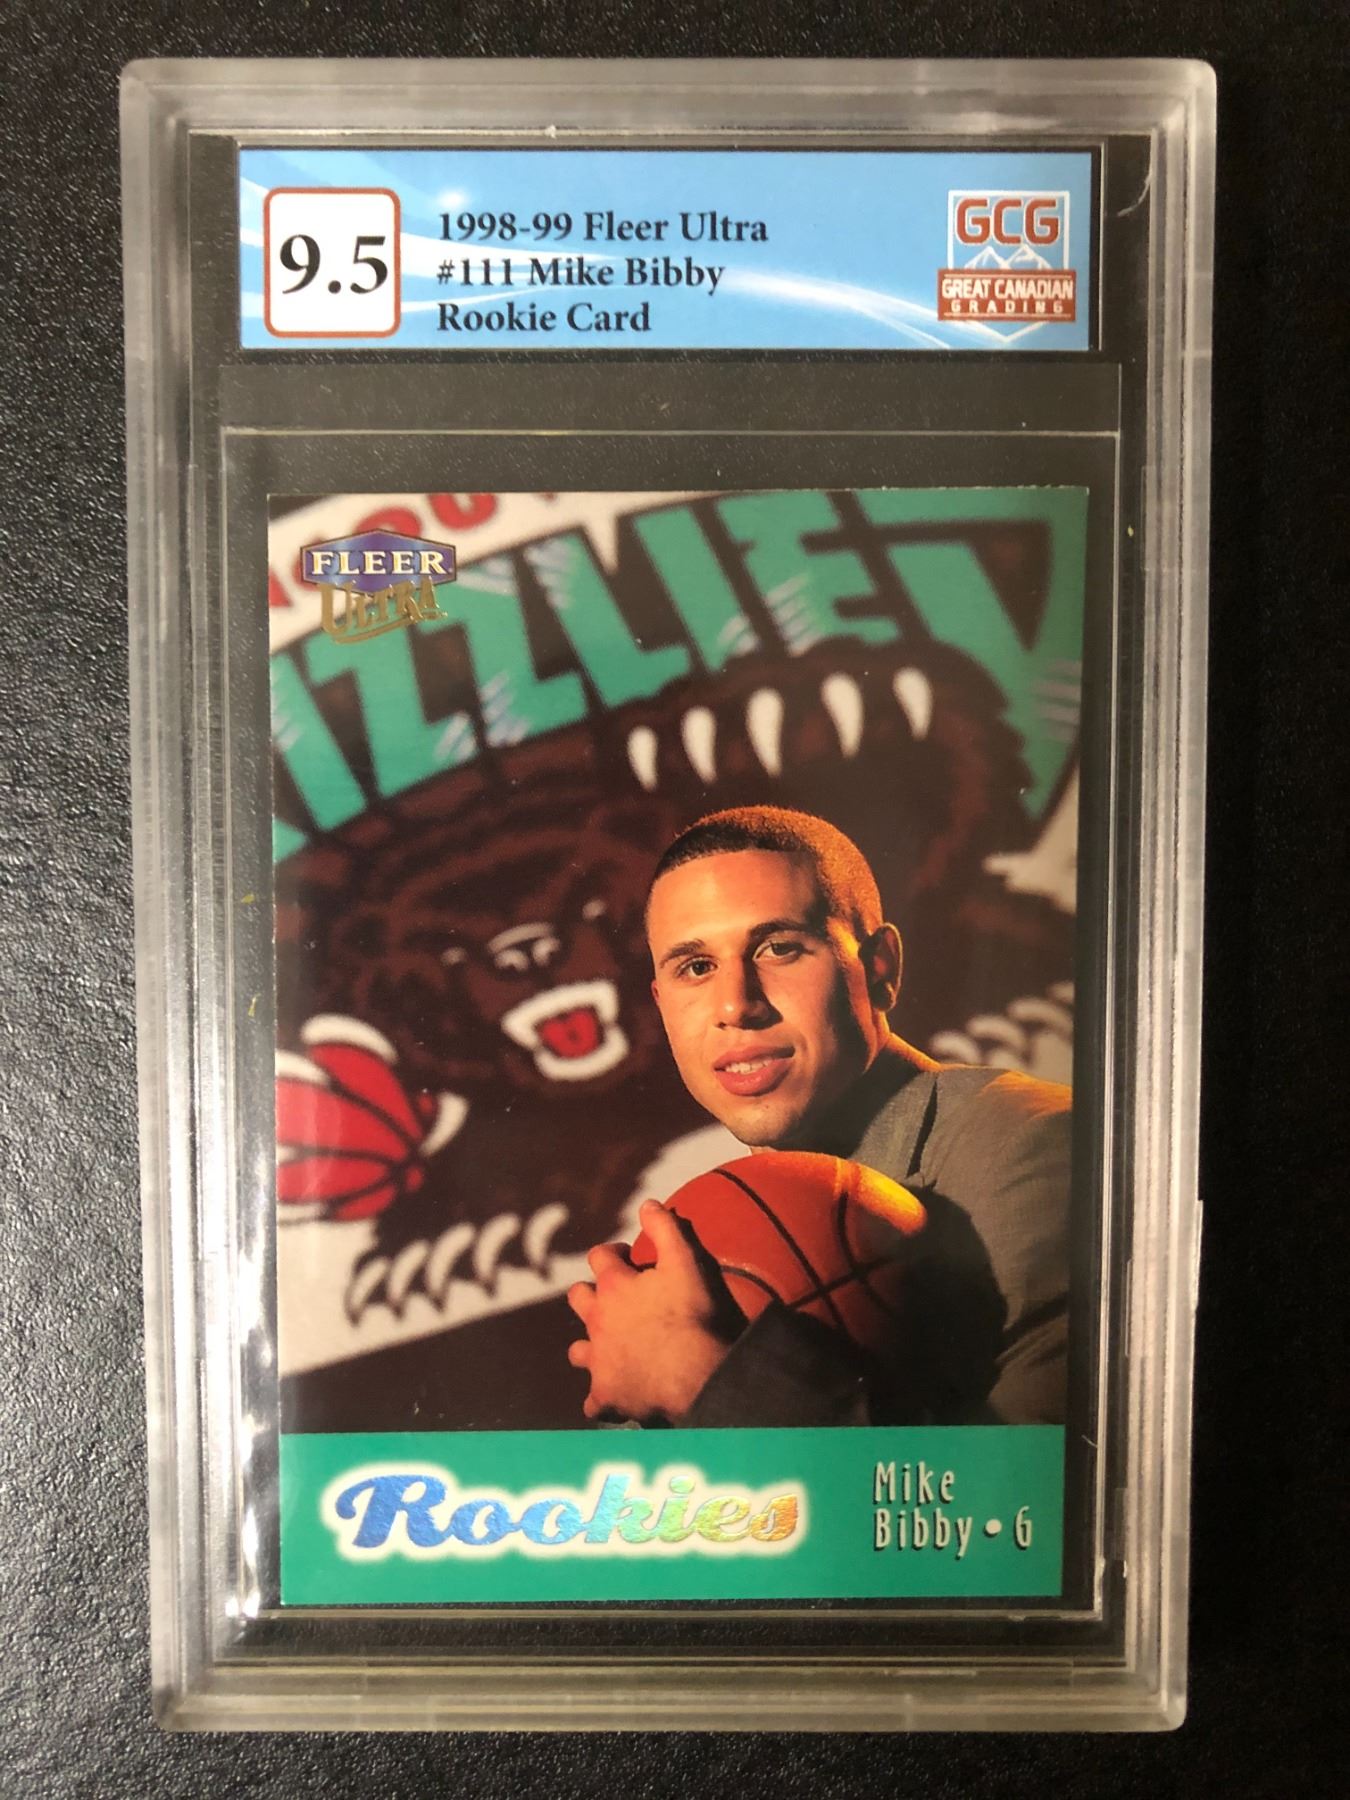 9.5
1998-99 Fleer Ultra
#111 Mike Bibby
Rookie Card
GCG
GREAT CANADIAN
GRADING
FLEER
ULTRA
IZZLIE
Rookies
Mike
Bibby • G